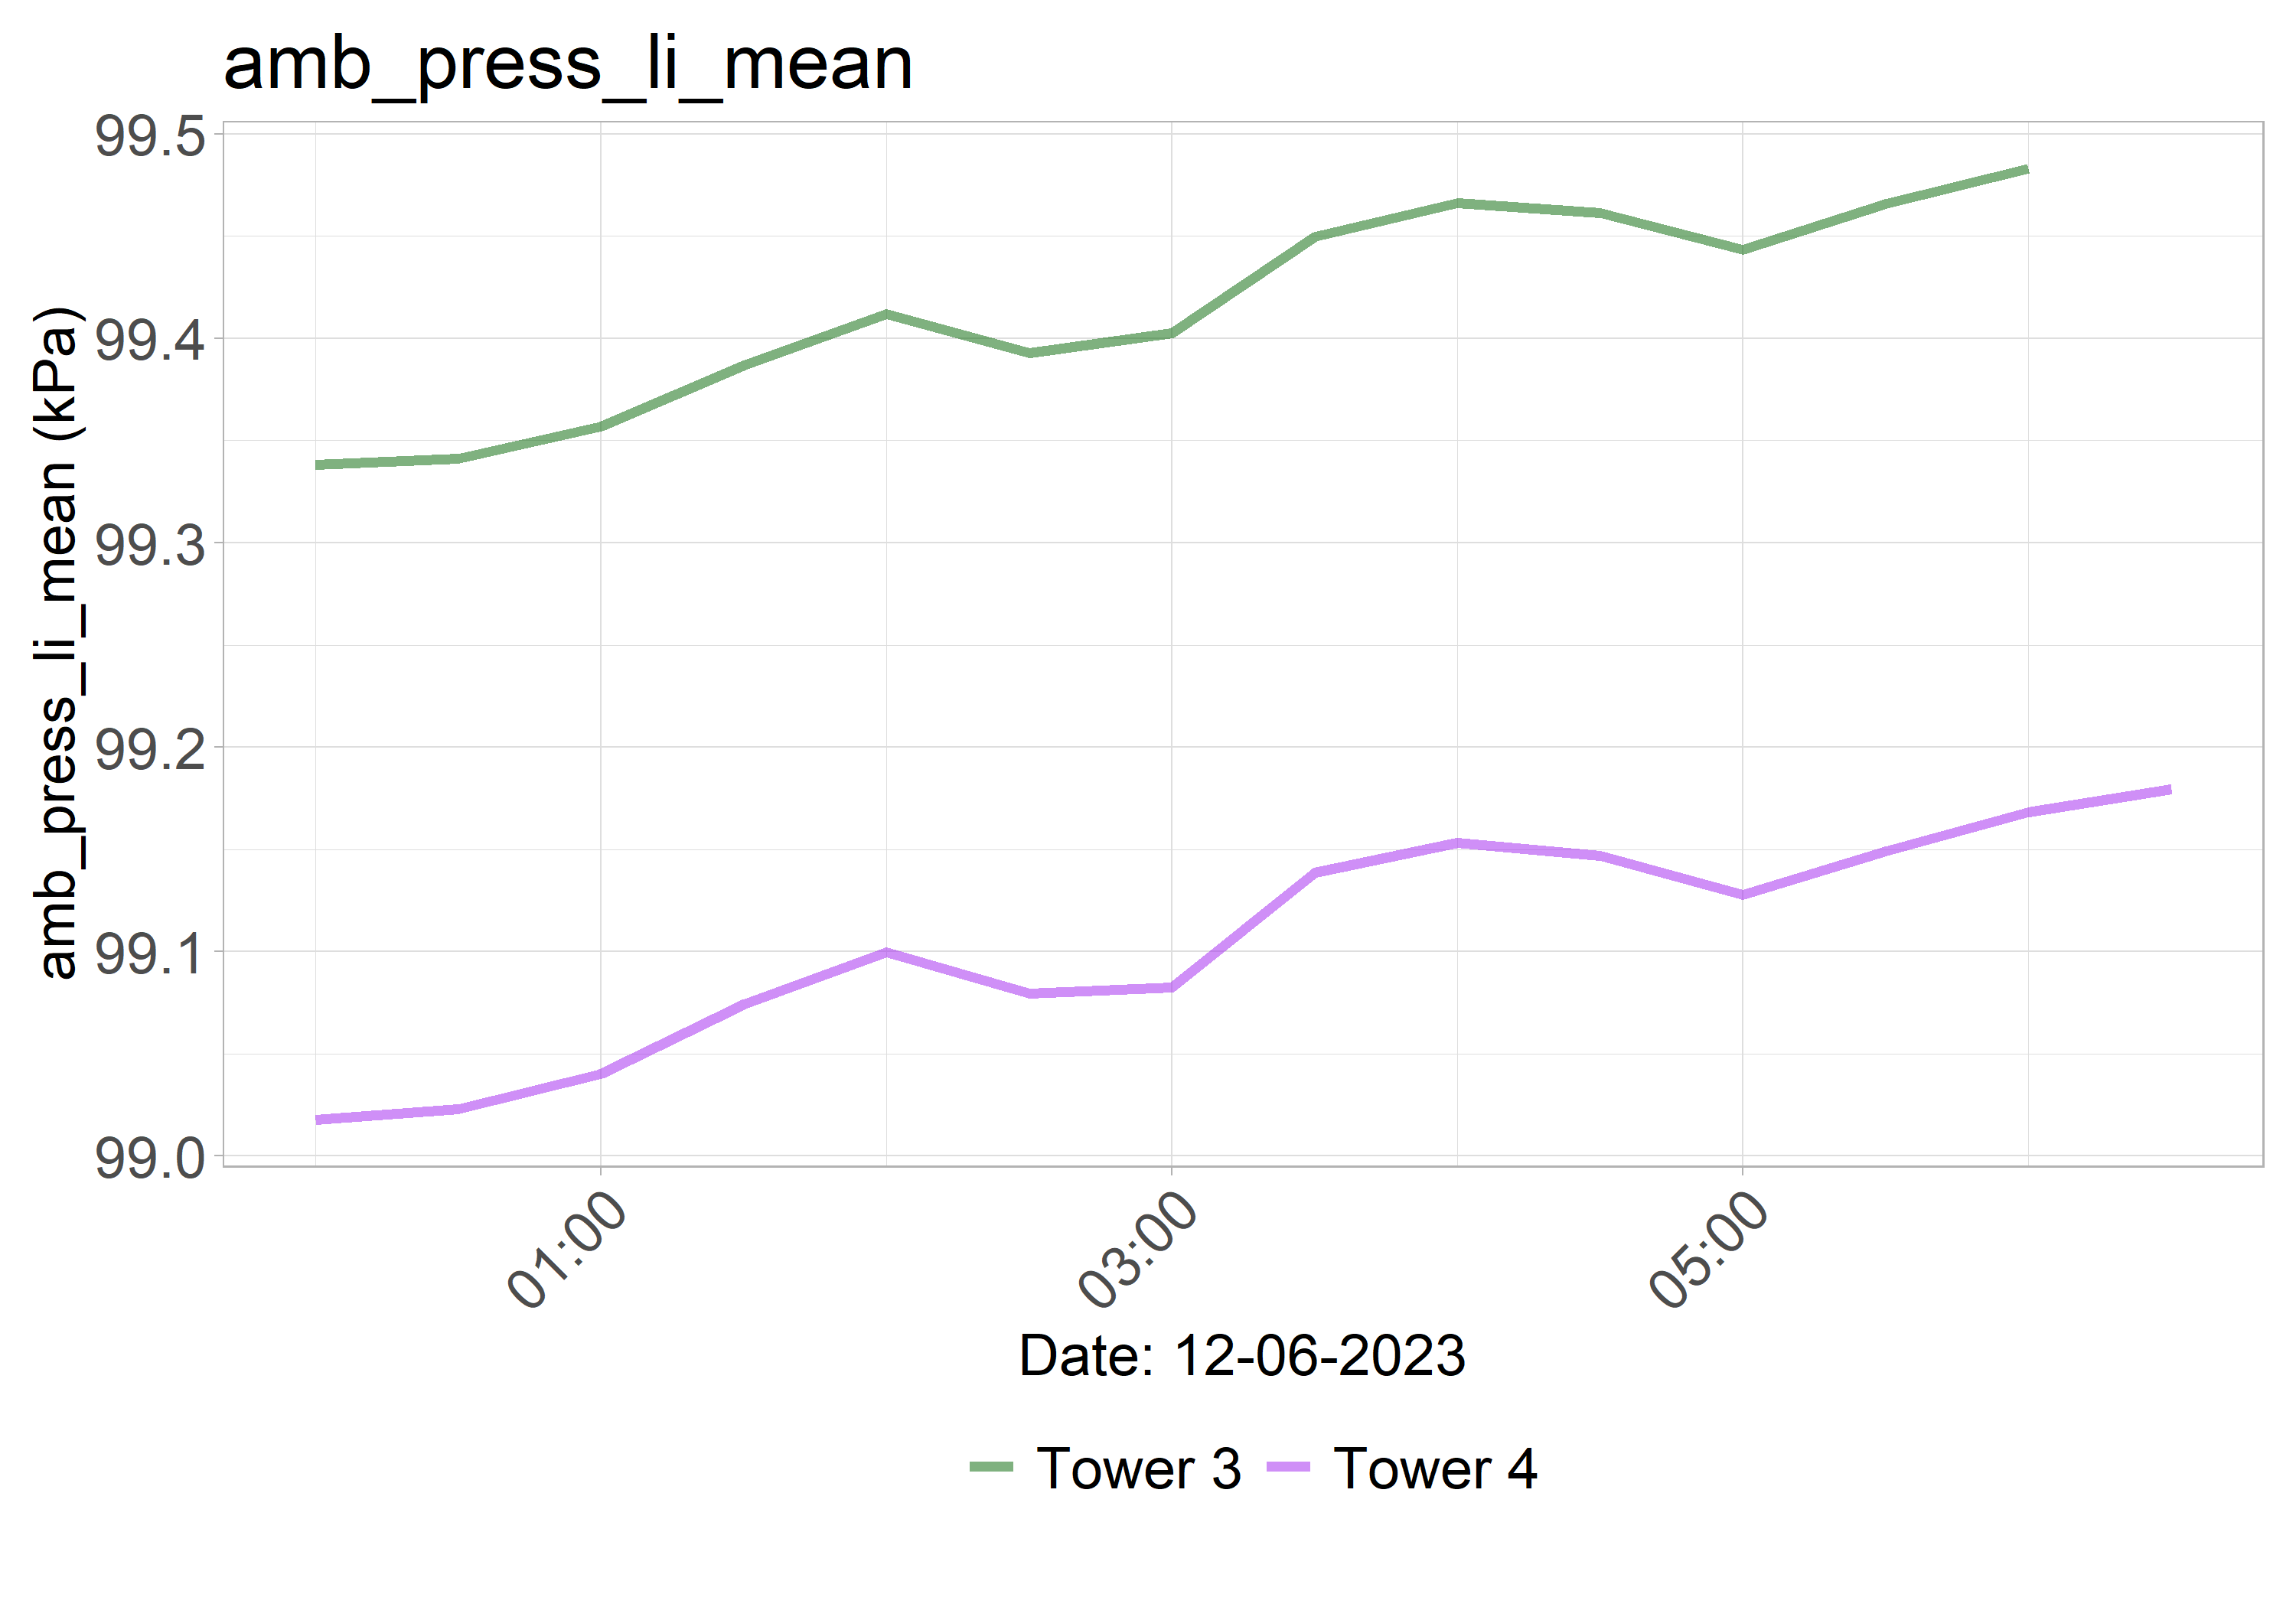 amb_press_li_mean
amb_press_li_mean (kPa)
99.5
99.4
99.3
99.2
99.1
99.0
01:00 03:00 05:00
Date: 12-06-2023
Tower 3 Tower 4